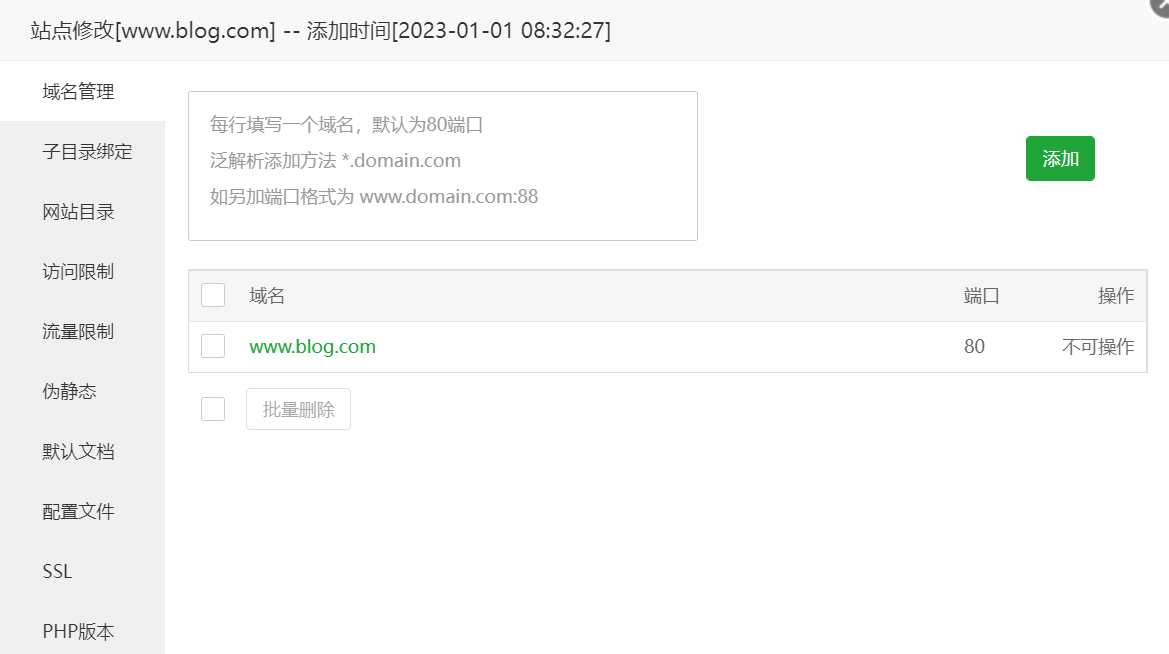 站点修改[www.blog.com] -- 添加时间[2023-01-01 08:32:27]
域名管理
子目录绑定
网站目录
访问限制
流量限制
伪静态
默认文档
配置文件
SSL
PHP版本
每行填写一个域名，默认为80端口
泛解析添加方法 *.domain.com
如另加端口格式为 www.domain.com:88
添加
域名 端口 操作
www.blog.com 80 不可操作
批量删除